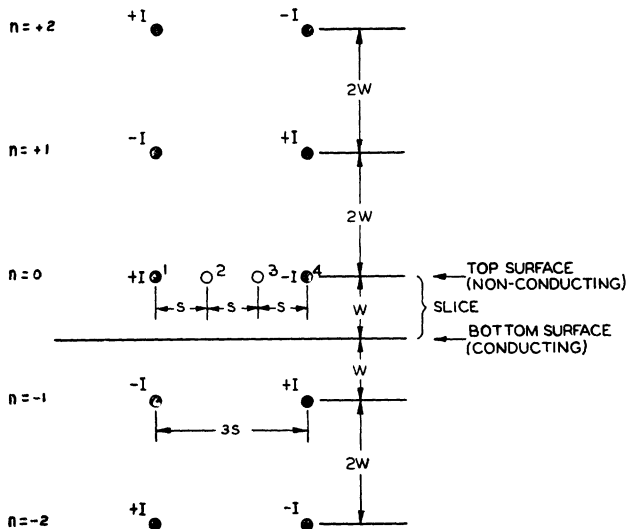 n=+2 +I -I
2W
n=+1 -I +I
2W
n=0 +I 1 2 3 -I 4 TOP SURFACE
(NON-CONDUCTING)
S S S W SLICE
BOTTOM SURFACE
(CONDUCTING)
W
n=-1 -I +I
3S
2W
n=-2 +I -I